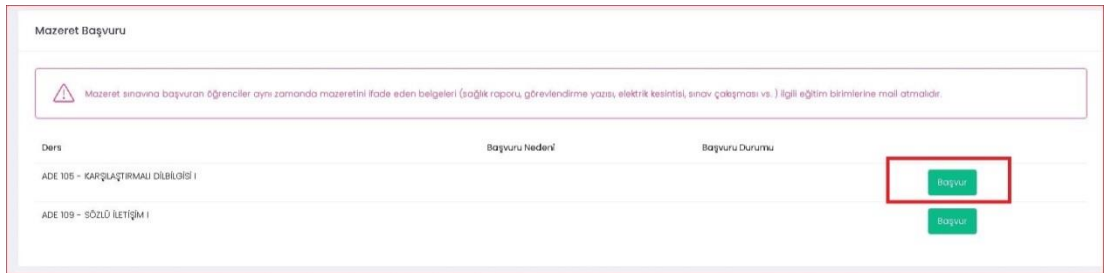 Mazeret Başvuru
Mazeret sınavına başvuran öğrenciler aynı zamanda mazeretini ifade eden belgeleri (sağlık raporu, görevlendirme yazısı, elektrik kesintisi, sınav çakışması vs. ) ilgili eğitim birimlerine mail atmalıdır.
Ders Başvuru Nedeni Başvuru Durumu
ADE 105 - KARŞILAŞTIRMALI DİLBİLGİSİ I Başvur
ADE 109 - SÖZLÜ İLETİŞİM I Başvur